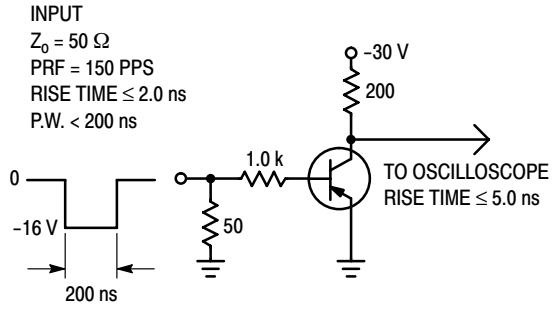 INPUT
Zo = 50 Ω
PRF = 150 PPS
RISE TIME ≤ 2.0 ns
P.W. < 200 ns
−30 V
200
1.0 k
TO OSCILLOSCOPE
RISE TIME ≤ 5.0 ns
0
−16 V
50
200 ns